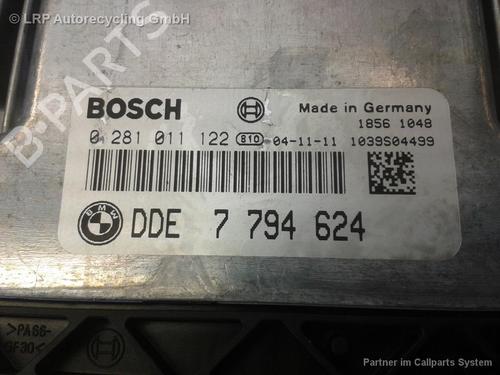 © LRP Autorecycling GmbH
B-PARTS
BOSCH
Made in Germany
1856 1048
0 281 011 122 810 04-11-11 1039S04499
BMW
DDE 7 794 624
>PA66-
GF30<
Partner im Callparts System